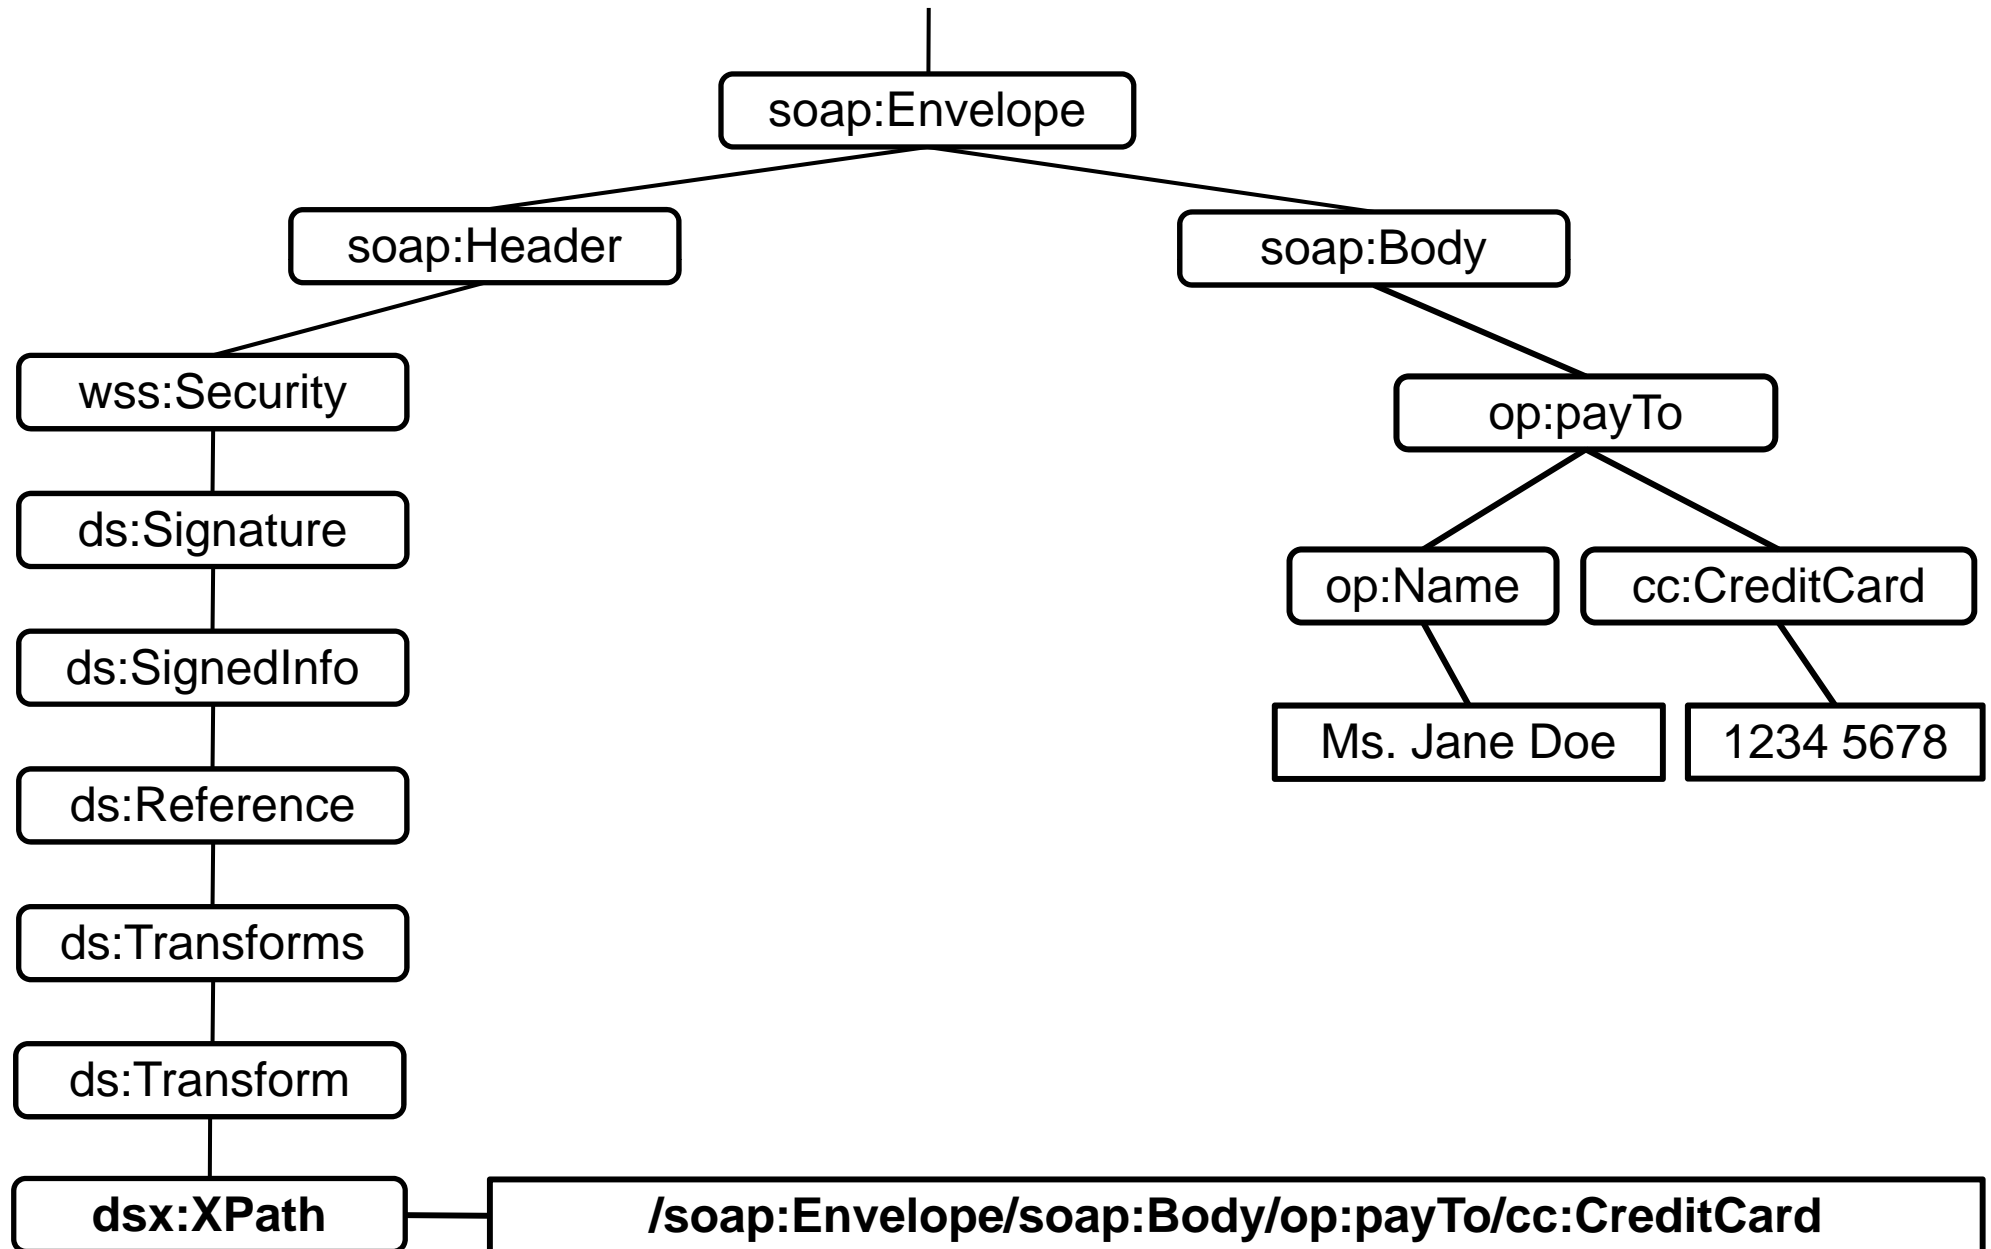 soap:Envelope
soap:Header
soap:Body
wss:Security
op:payTo
ds:Signature
op:Name
cc:CreditCard
ds:SignedInfo
Ms. Jane Doe
1234 5678
ds:Reference
ds:Transforms
ds:Transform
dsx:XPath
/soap:Envelope/soap:Body/op:payTo/cc:CreditCard